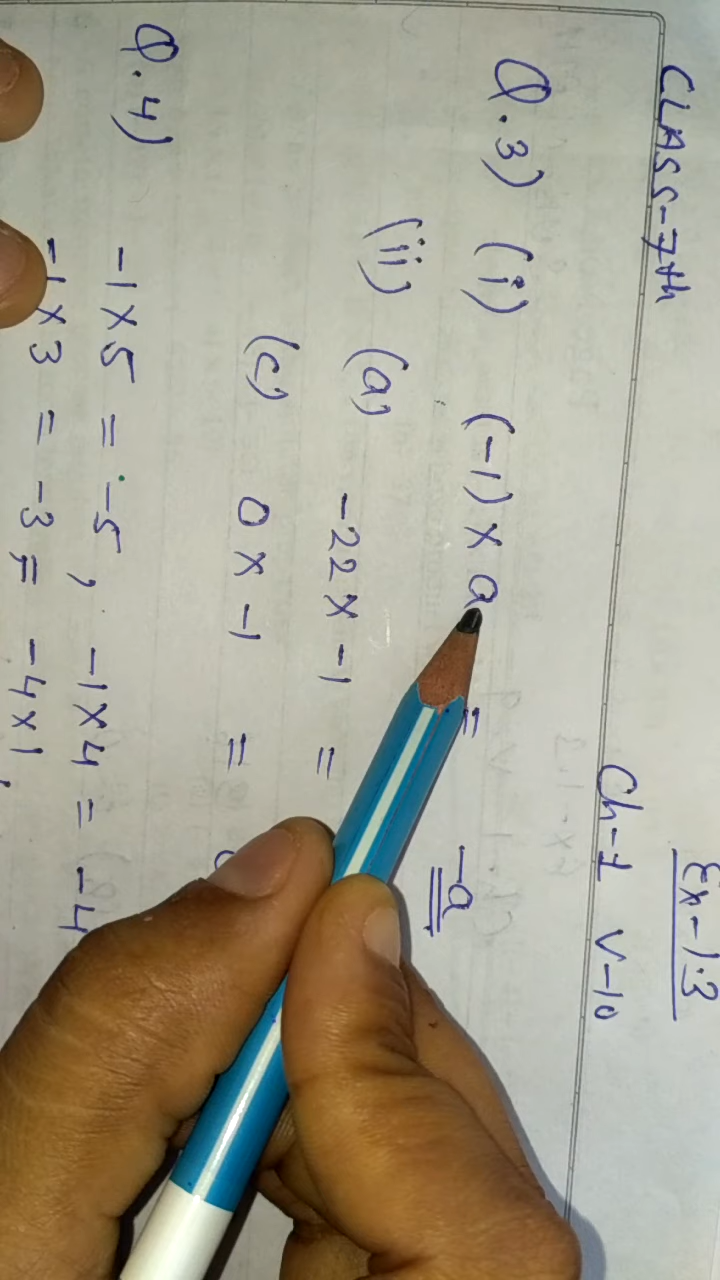 Ex-1.3
CLASS-7th Ch-1 V-10
Q.3) (i) (-1) × a = -a
(ii) (a) -22 × -1 =
(c) 0 × -1 =
Q.4) -1×5 = -5, -1×4 = -4
-1×3 = -3 = -4×1,